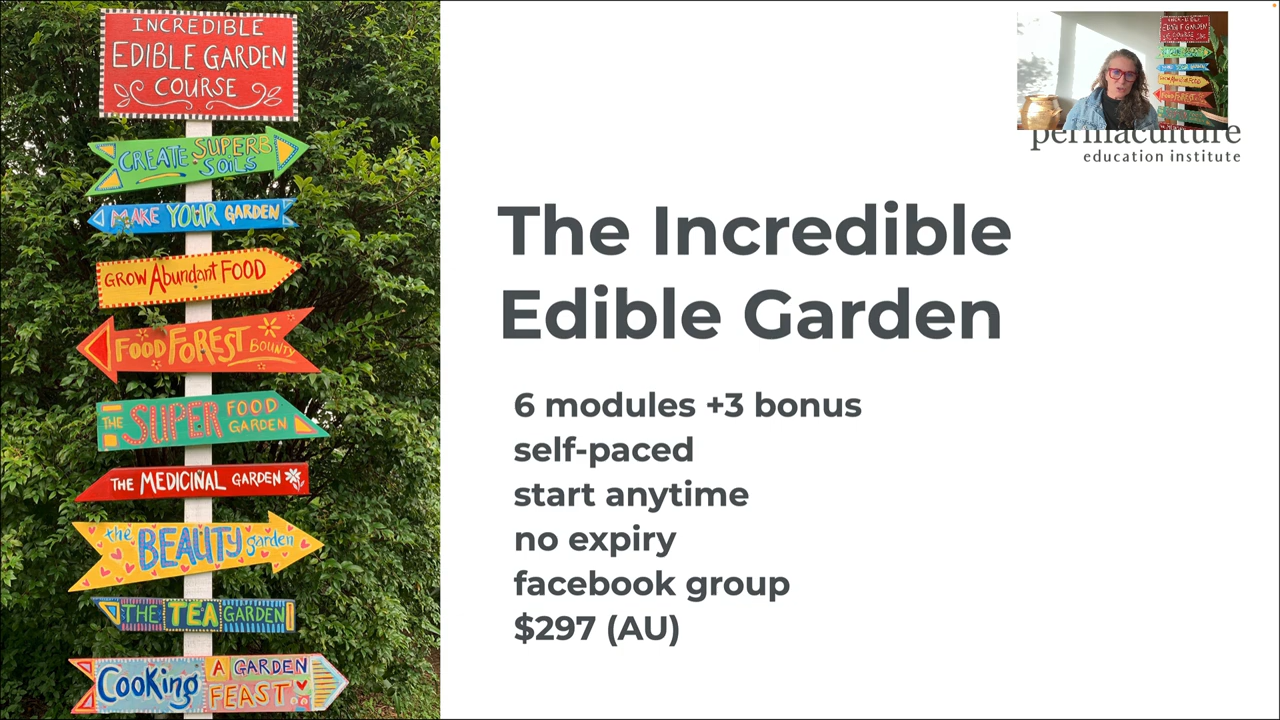 INCREDIBLE
EDIBLE GARDEN
COURSE
CREATE SUPERB
SOILS
MAKE YOUR GARDEN
GROW Abundant FOOD
FOOD FOREST BOUNTY
THE SUPER FOOD
GARDEN
THE MEDICINAL GARDEN
the BEAUTY garden
THE TEA GARDEN
Cooking A GARDEN
FEAST
permaculture
education institute
The Incredible
Edible Garden
6 modules +3 bonus
self-paced
start anytime
no expiry
facebook group
$297 (AU)